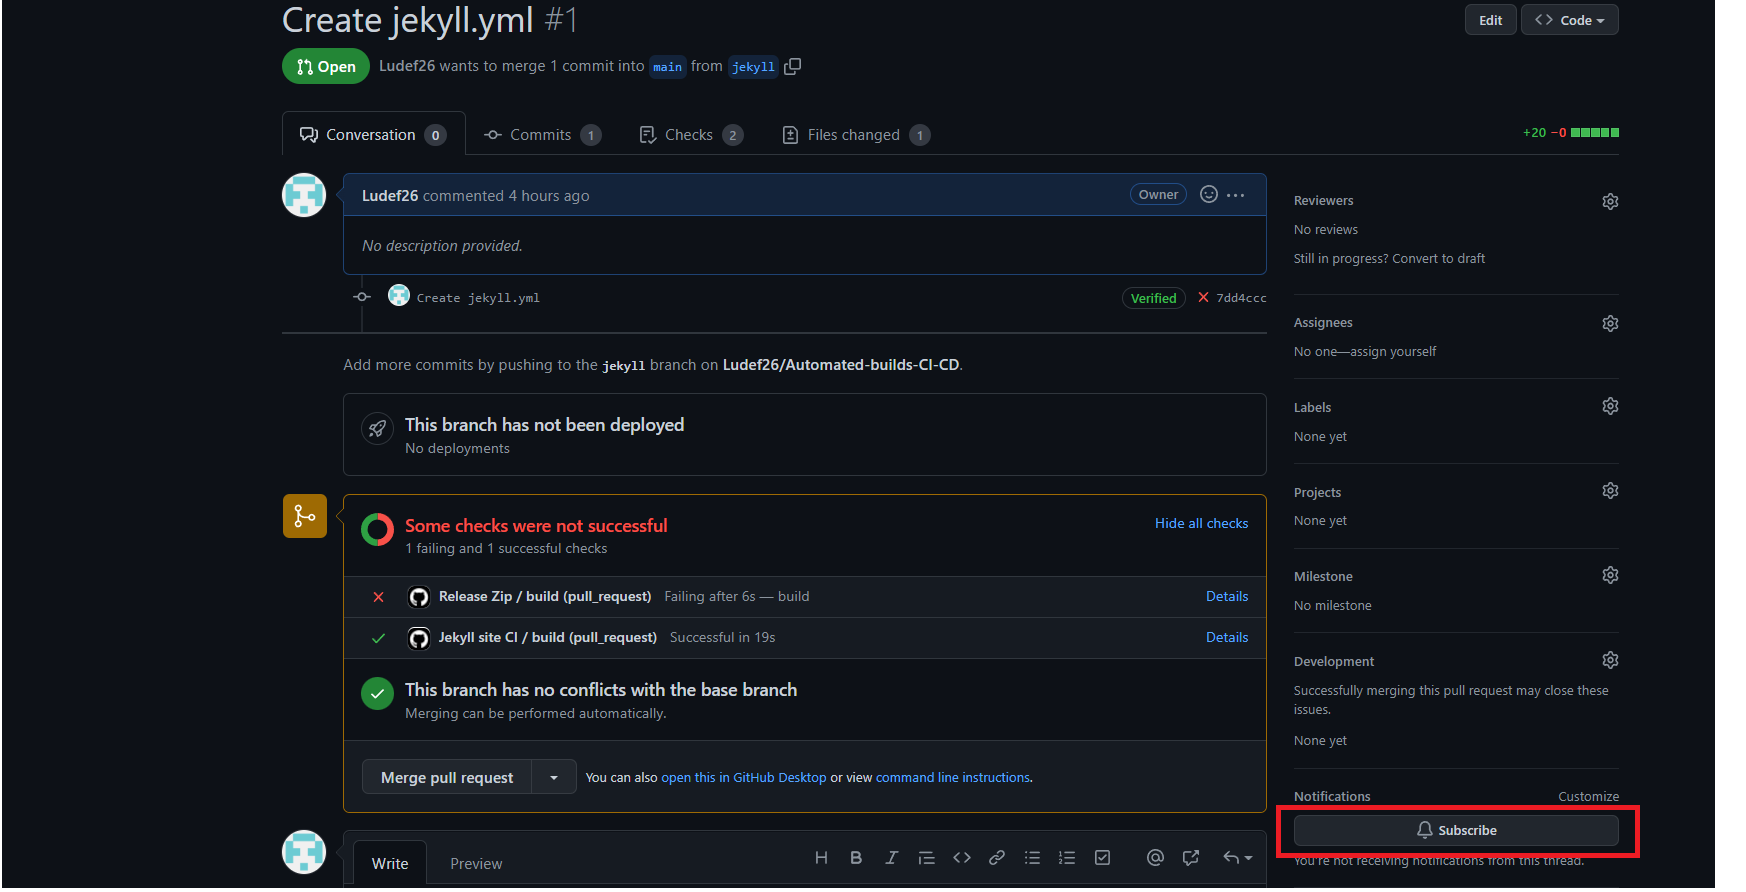 Create jekyll.yml #1
Edit
<> Code
Open Ludef26 wants to merge 1 commit into main from jekyll
Conversation 0
Commits 1
Checks 2
Files changed 1
+20 −0
Ludef26 commented 4 hours ago
Owner
No description provided.
Create jekyll.yml
Verified
7dd4ccc
Add more commits by pushing to the jekyll branch on Ludef26/Automated-builds-CI-CD.
This branch has not been deployed
No deployments
Some checks were not successful
1 failing and 1 successful checks
Hide all checks
Release Zip / build (pull_request) Failing after 6s — build
Details
Jekyll site CI / build (pull_request) Successful in 19s
Details
This branch has no conflicts with the base branch
Merging can be performed automatically.
Merge pull request
You can also open this in GitHub Desktop or view command line instructions.
Write
Preview
Reviewers
No reviews
Still in progress? Convert to draft
Assignees
No one—assign yourself
Labels
None yet
Projects
None yet
Milestone
No milestone
Development
Successfully merging this pull request may close these
issues.
None yet
Notifications
Customize
Subscribe
You're not receiving notifications from this thread.